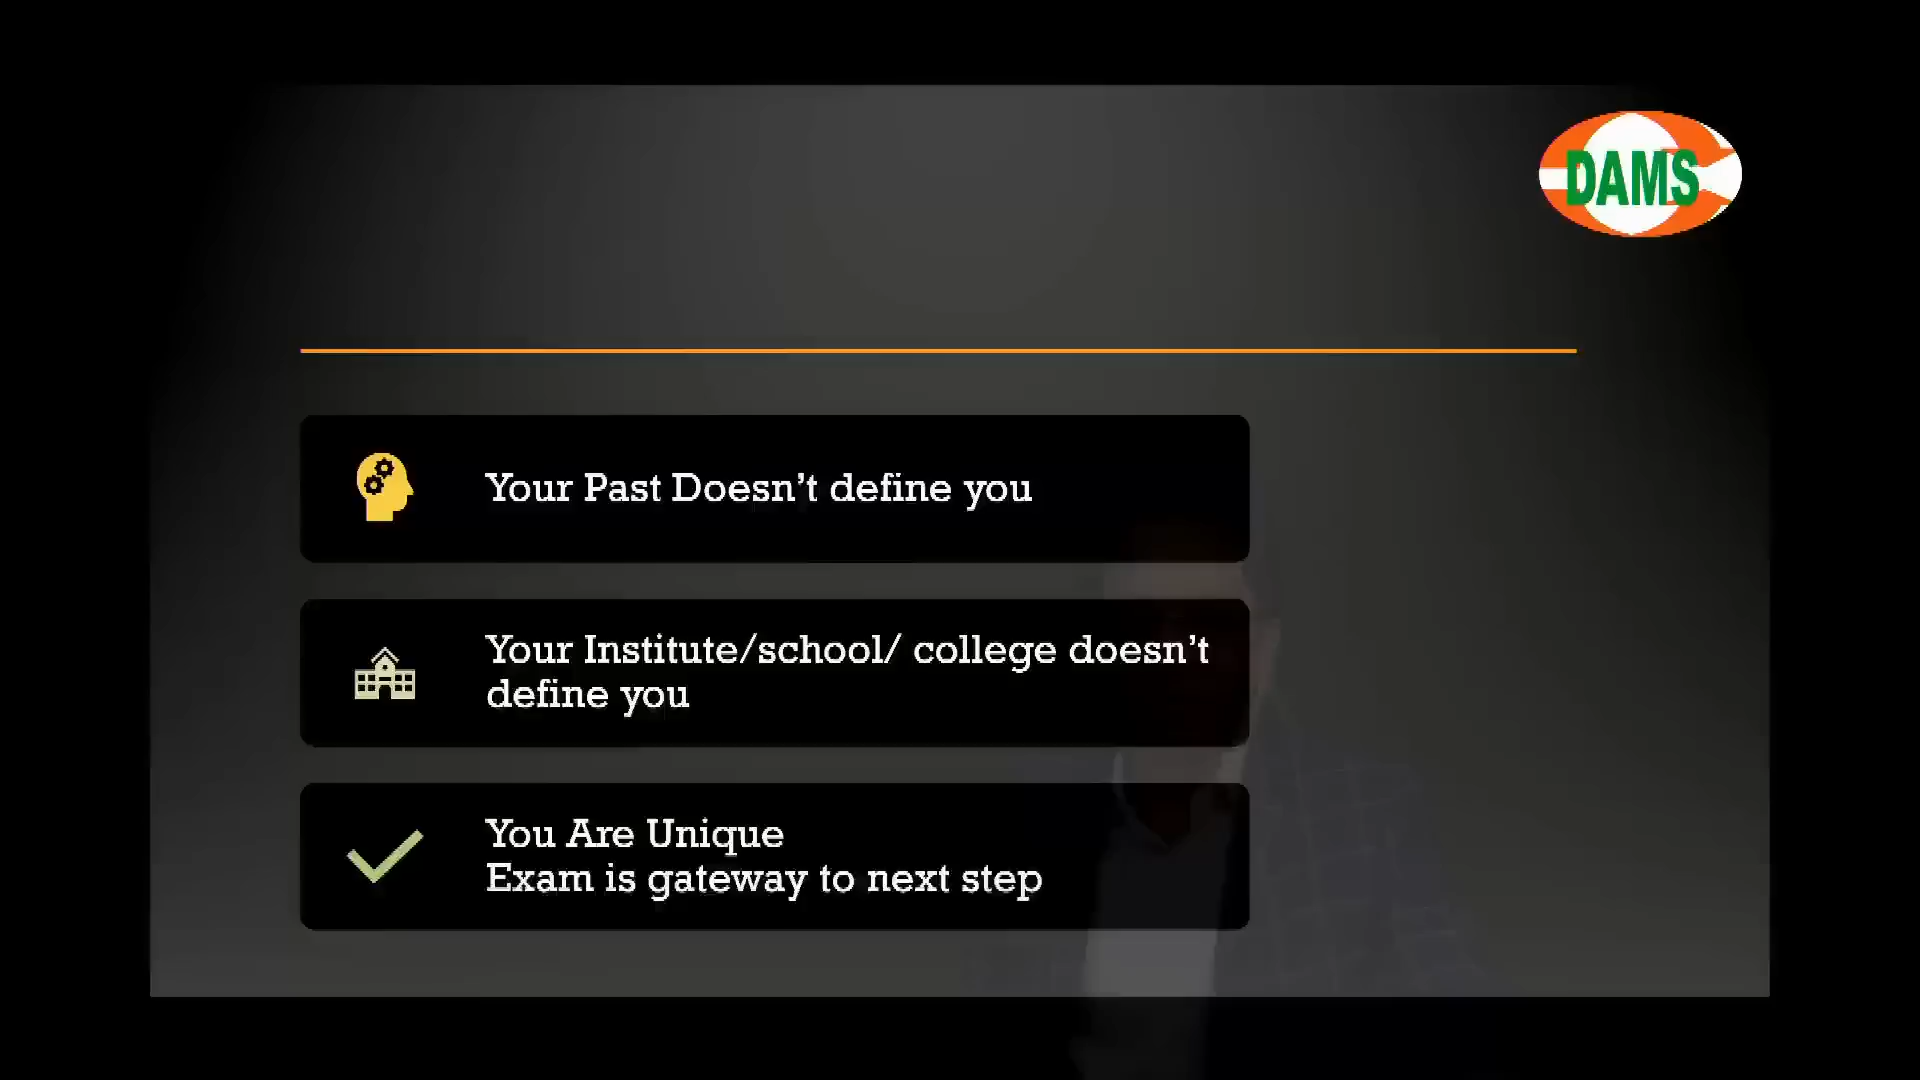 DAMS
Your Past Doesn’t define you
Your Institute/school/ college doesn’t
define you
You Are Unique
Exam is gateway to next step